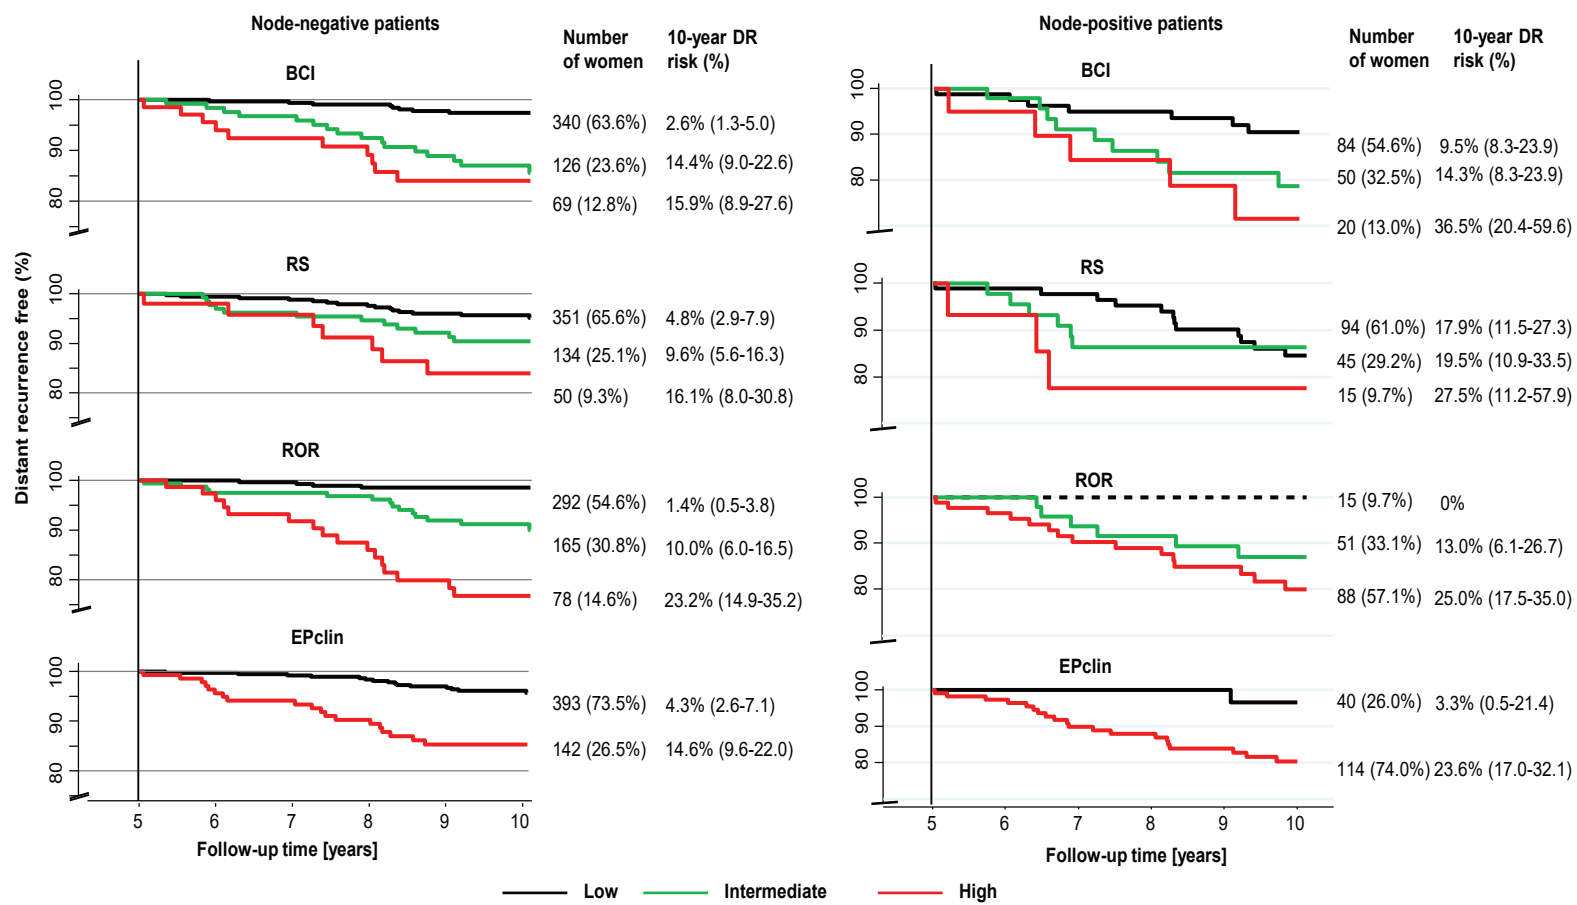 Node-negative patients
Number of women
10-year DR risk (%)
Distant recurrence free (%)
BCI
100
90
80
340 (63.6%) 2.6% (1.3-5.0)
126 (23.6%) 14.4% (9.0-22.6)
69 (12.8%) 15.9% (8.9-27.6)
RS
100
90
80
351 (65.6%) 4.8% (2.9-7.9)
134 (25.1%) 9.6% (5.6-16.3)
50 (9.3%) 16.1% (8.0-30.8)
ROR
100
90
80
292 (54.6%) 1.4% (0.5-3.8)
165 (30.8%) 10.0% (6.0-16.5)
78 (14.6%) 23.2% (14.9-35.2)
EPclin
100
90
80
393 (73.5%) 4.3% (2.6-7.1)
142 (26.5%) 14.6% (9.6-22.0)
5 6 7 8 9 10
Follow-up time [years]
Node-positive patients
Number of women
10-year DR risk (%)
BCI
100
90
80
84 (54.6%) 9.5% (8.3-23.9)
50 (32.5%) 14.3% (8.3-23.9)
20 (13.0%) 36.5% (20.4-59.6)
RS
100
90
80
94 (61.0%) 17.9% (11.5-27.3)
45 (29.2%) 19.5% (10.9-33.5)
15 (9.7%) 27.5% (11.2-57.9)
ROR
100
90
80
15 (9.7%) 0%
51 (33.1%) 13.0% (6.1-26.7)
88 (57.1%) 25.0% (17.5-35.0)
EPclin
100
90
80
40 (26.0%) 3.3% (0.5-21.4)
114 (74.0%) 23.6% (17.0-32.1)
5 6 7 8 9 10
Follow-up time [years]
Low Intermediate High